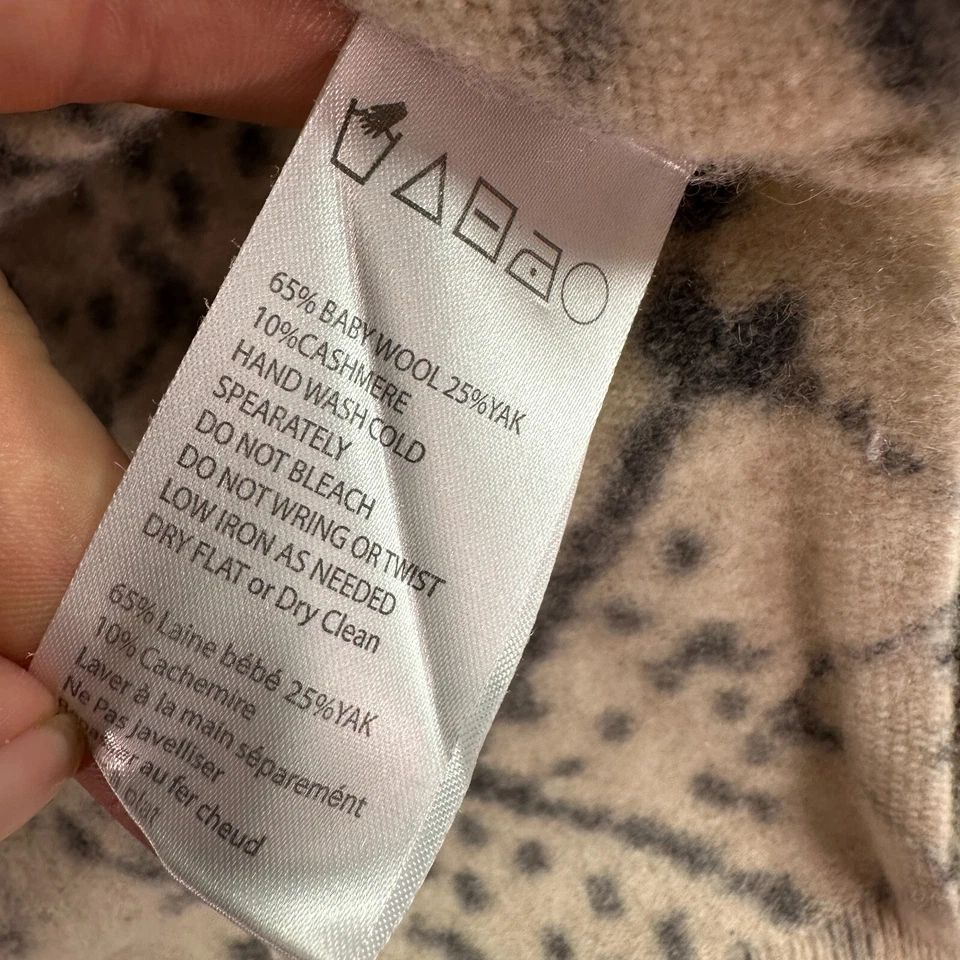 65% BABY WOOL 25%YAK
10%CASHMERE
HAND WASH COLD
SPEARATELY
DO NOT BLEACH
DO NOT WRING OR TWIST
LOW IRON AS NEEDED
DRY FLAT or Dry Clean
65% Laine bébé 25%YAK
10% Cachemire
Laver à la main séparemént
Ne Pas javelliser
au fer cheud
plat